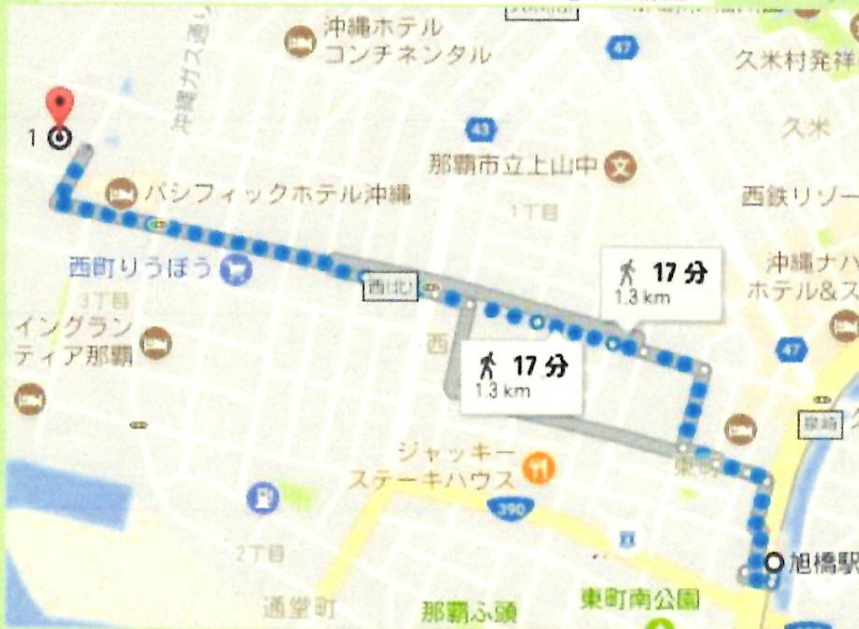 沖縄ホテル
コンチネンタル
47
久米村発祥
沖縄ガス通り
43
久米
1
那覇市立上山中
文
パシフィックホテル沖縄
1丁目
西鉄リゾー
西町りうぼう
17 分
1.3 km
沖縄ナハ
ホテル&ス
西(北)
3丁目
イングラン
ティア那覇
西
47
17 分
1.3 km
泉崎
ジャッキー
ステーキハウス
東町
390
2丁目
旭橋駅
通堂町
那覇ふ頭
東町南公園